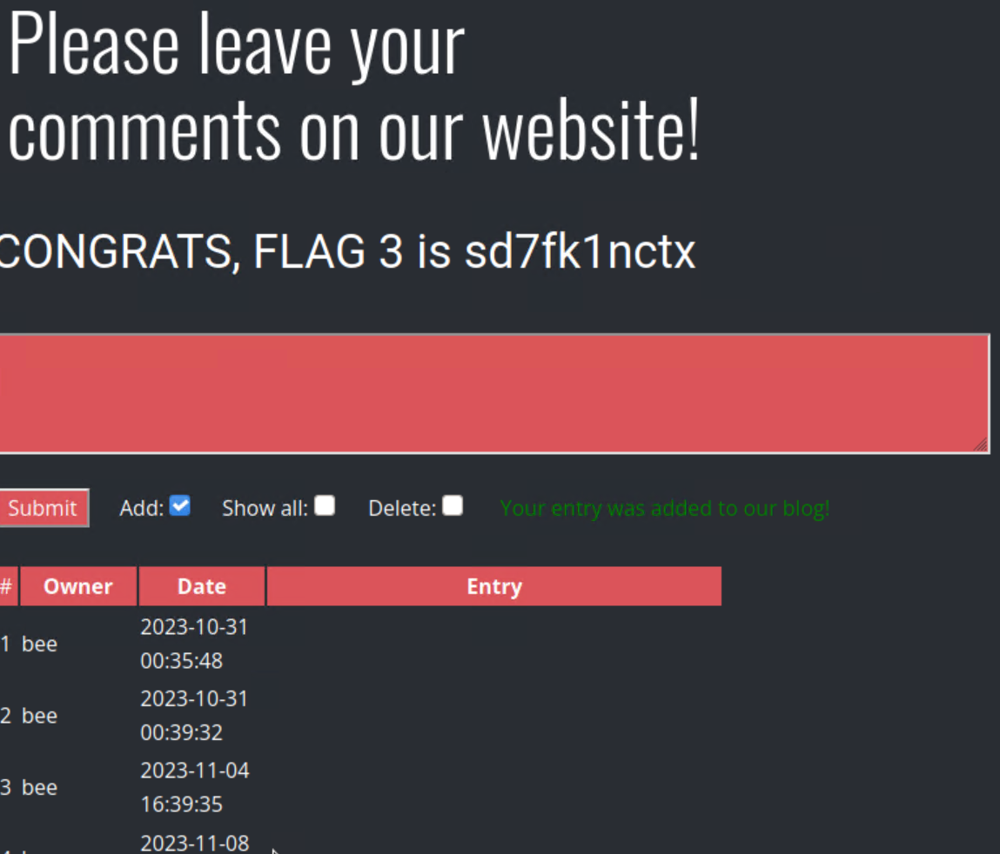 Please leave your
comments on our website!
CONGRATS, FLAG 3 is sd7fk1nctx
Submit Add: Show all: Delete: Your entry was added to our blog!
# Owner Date Entry
1 bee 2023-10-31
00:35:48
2 bee 2023-10-31
00:39:32
3 bee 2023-11-04
16:39:35
2023-11-08